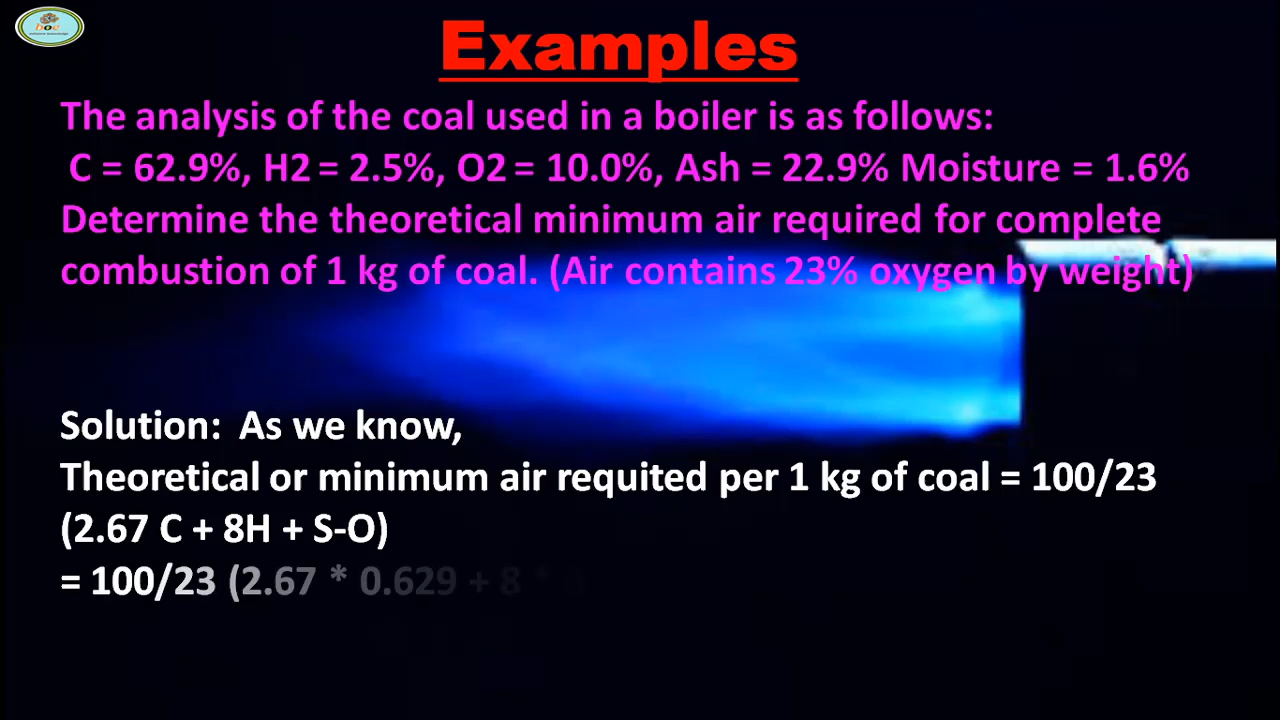 Examples
The analysis of the coal used in a boiler is as follows:
C = 62.9%, H2 = 2.5%, O2 = 10.0%, Ash = 22.9% Moisture = 1.6%
Determine the theoretical minimum air required for complete
combustion of 1 kg of coal. (Air contains 23% oxygen by weight)
Solution: As we know,
Theoretical or minimum air requited per 1 kg of coal = 100/23
(2.67 C + 8H + S-O)
= 100/23 (2.67 * 0.629 + 8 *